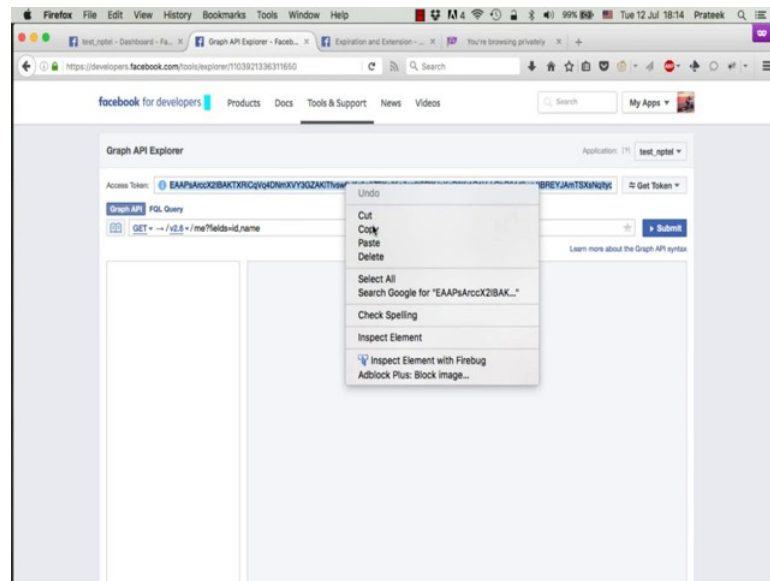 Firefox File Edit View History Bookmarks Tools Window Help 99% Tue 12 Jul 18:14 Prateek
test_nptel - Dashboard - Fa... Graph API Explorer - Faceb... Expiration and Extension - ... You're browsing privately
https://developers.facebook.com/tools/explorer/1103921336311650 Search
facebook for developers Products Docs Tools & Support News Videos Search My Apps
Graph API Explorer Application: [?] test_nptel
Access Token: Get Token
Graph API FQL Query
GET → /v2.6 /me?fields=id,name Submit
Learn more about the Graph API syntax
Undo
Cut
Copy
Paste
Delete
Select All
Search Google for "EAAPsArccX2IBAK..."
Check Spelling
Inspect Element
Inspect Element with Firebug
Adblock Plus: Block image...